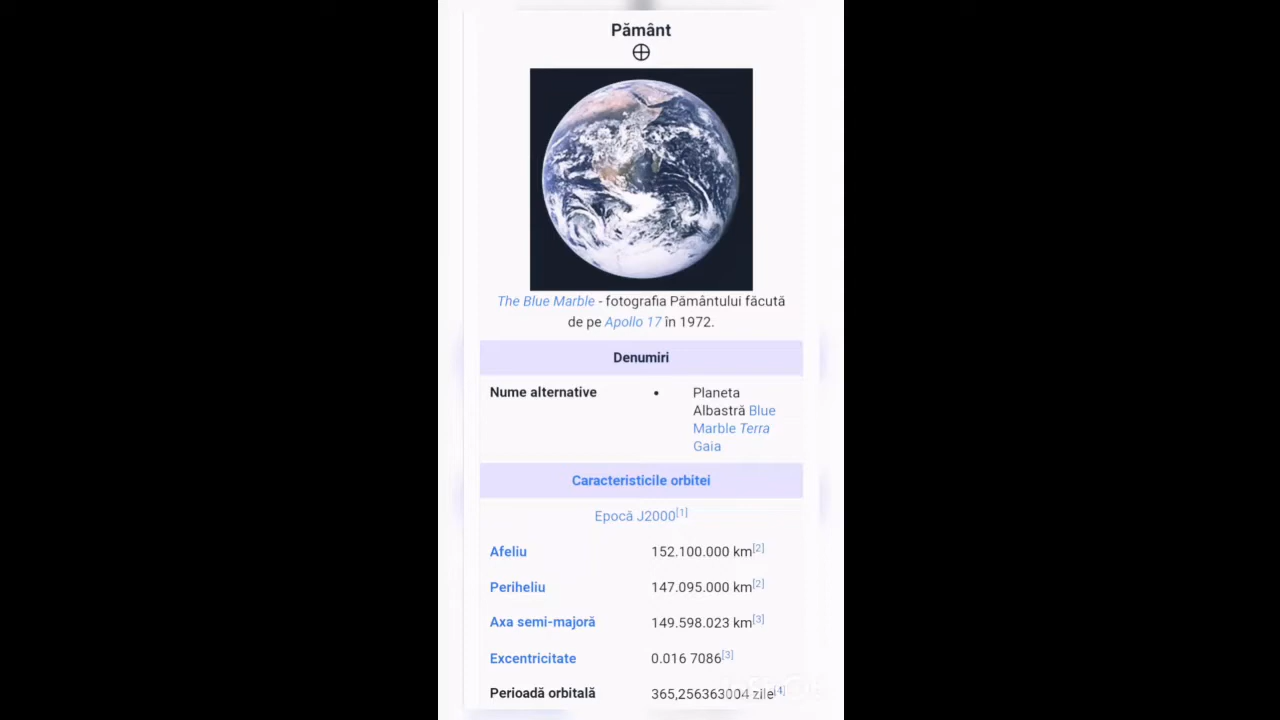 Pământ
The Blue Marble - fotografia Pământului făcută
de pe Apollo 17 în 1972.
Denumiri
Nume alternative
• Planeta
Albastră Blue
Marble Terra
Gaia
Caracteristicile orbitei
Epocă J2000[1]
Afeliu 152.100.000 km[2]
Periheliu 147.095.000 km[2]
Axa semi-majoră 149.598.023 km[3]
Excentricitate 0.016 7086[3]
Perioadă orbitală 365,256363004 zile[4]